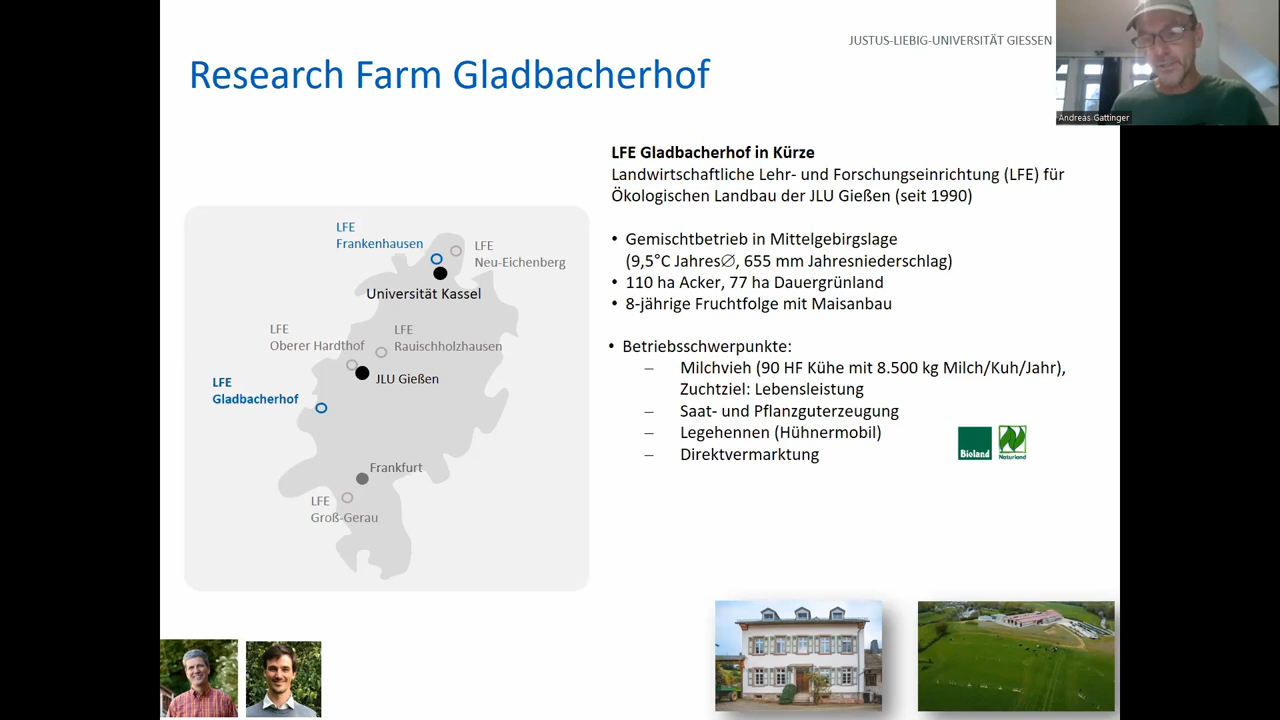 JUSTUS-LIEBIG-UNIVERSITÄT GIESSEN
Research Farm Gladbacherhof
Andreas Gattinger
LFE Gladbacherhof in Kürze
Landwirtschaftliche Lehr- und Forschungseinrichtung (LFE) für
Ökologischen Landbau der JLU Gießen (seit 1990)
• Gemischtbetrieb in Mittelgebirgslage
(9,5°C Jahres∅, 655 mm Jahresniederschlag)
• 110 ha Acker, 77 ha Dauergrünland
• 8-jährige Fruchtfolge mit Maisanbau
• Betriebsschwerpunkte:
– Milchvieh (90 HF Kühe mit 8.500 kg Milch/Kuh/Jahr),
Zuchtziel: Lebensleistung
– Saat- und Pflanzguterzeugung
– Legehennen (Hühnermobil)
– Direktvermarktung
Bioland
Naturland
LFE
Frankenhausen
LFE
Neu-Eichenberg
Universität Kassel
LFE
Oberer Hardthof
LFE
Rauischholzhausen
JLU Gießen
LFE
Gladbacherhof
Frankfurt
LFE
Groß-Gerau